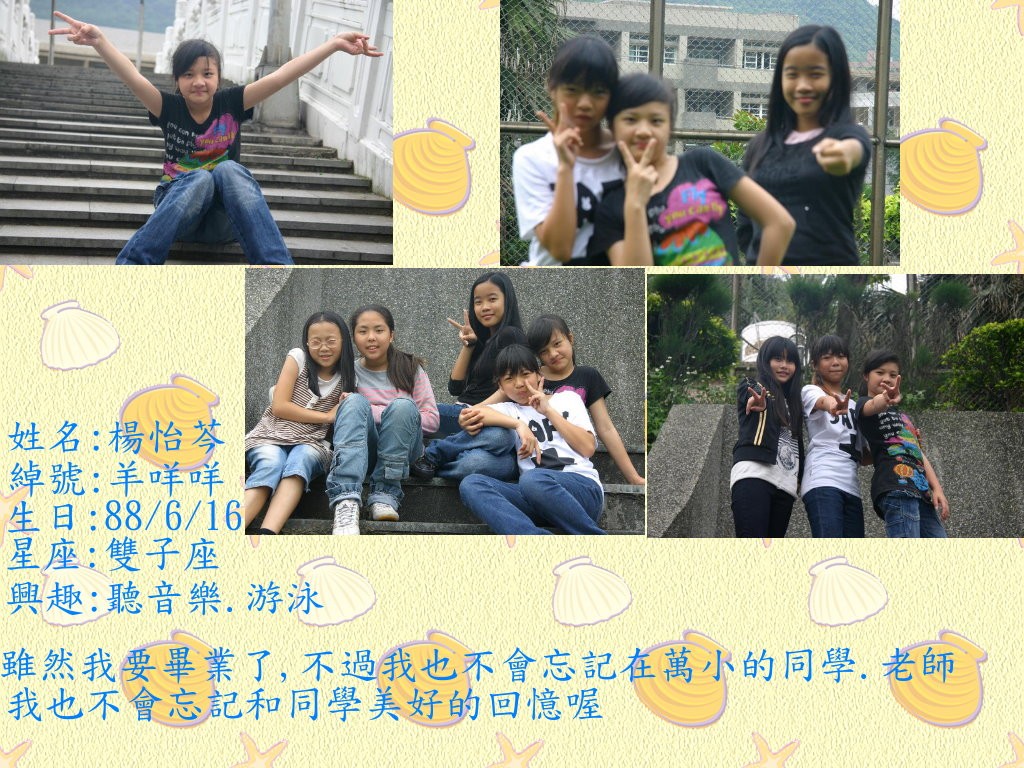 姓名:楊怡芩
綽號:羊咩咩
生日:88/6/16
星座:雙子座
興趣:聽音樂.游泳
雖然我要畢業了,不過我也不會忘記在萬小的同學.老師
我也不會忘記和同學美好的回憶喔